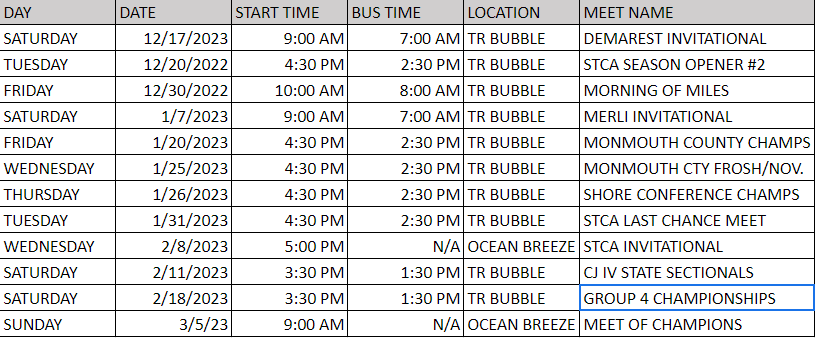 DAY DATE START TIME BUS TIME LOCATION MEET NAME
SATURDAY 12/17/2023 9:00 AM 7:00 AM TR BUBBLE DEMAREST INVITATIONAL
TUESDAY 12/20/2022 4:30 PM 2:30 PM TR BUBBLE STCA SEASON OPENER #2
FRIDAY 12/30/2022 10:00 AM 8:00 AM TR BUBBLE MORNING OF MILES
SATURDAY 1/7/2023 9:00 AM 7:00 AM TR BUBBLE MERLI INVITATIONAL
FRIDAY 1/20/2023 4:30 PM 2:30 PM TR BUBBLE MONMOUTH COUNTY CHAMPS
WEDNESDAY 1/25/2023 4:30 PM 2:30 PM TR BUBBLE MONMOUTH CTY FROSH/NOV.
THURSDAY 1/26/2023 4:30 PM 2:30 PM TR BUBBLE SHORE CONFERENCE CHAMPS
TUESDAY 1/31/2023 4:30 PM 2:30 PM TR BUBBLE STCA LAST CHANCE MEET
WEDNESDAY 2/8/2023 5:00 PM N/A OCEAN BREEZE STCA INVITATIONAL
SATURDAY 2/11/2023 3:30 PM 1:30 PM TR BUBBLE CJ IV STATE SECTIONALS
SATURDAY 2/18/2023 3:30 PM 1:30 PM TR BUBBLE GROUP 4 CHAMPIONSHIPS
SUNDAY 3/5/23 9:00 AM N/A OCEAN BREEZE MEET OF CHAMPIONS